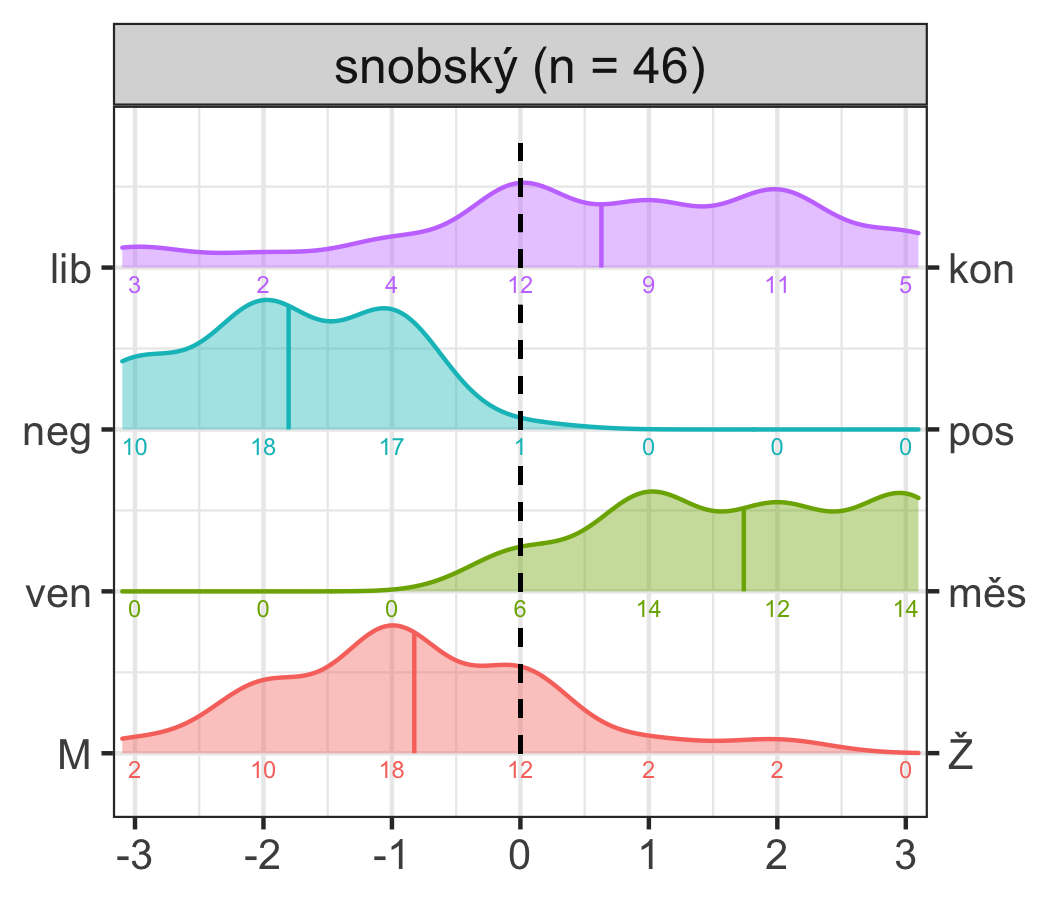 snobský (n = 46)
lib kon
3 2 4 12 9 11 5
neg pos
10 18 17 1 0 0 0
ven měs
0 0 0 6 14 12 14
M Ž
2 10 18 12 2 2 0
-3 -2 -1 0 1 2 3